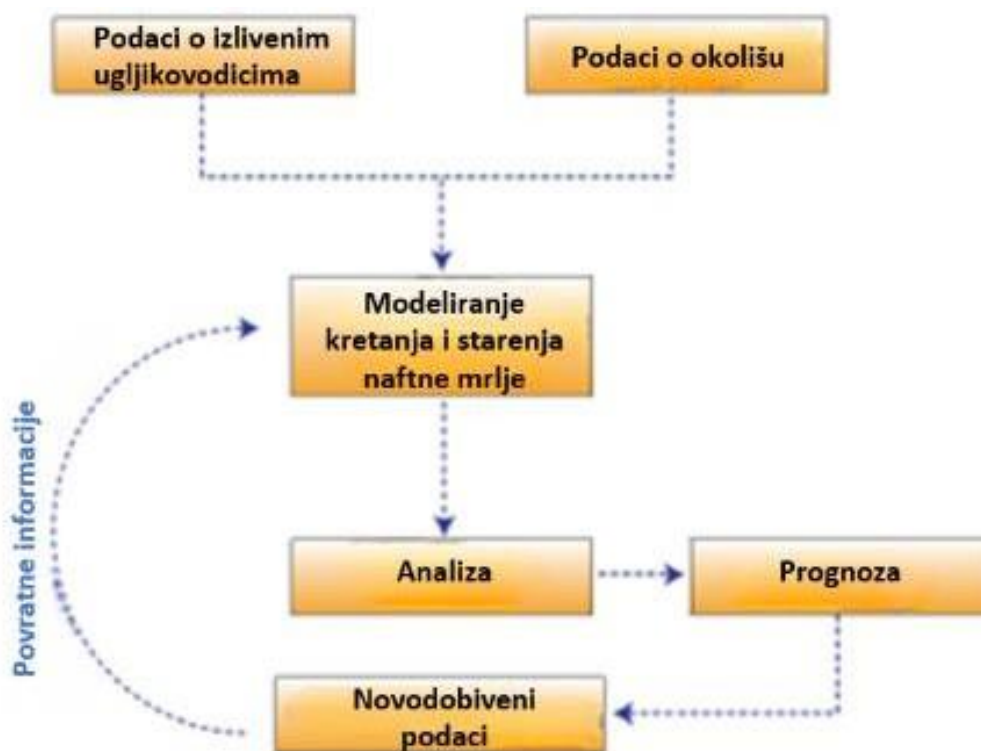 Podaci o izlivenim
ugljikovodicima
Podaci o okolišu
Modeliranje
kretanja i starenja
naftne mrlje
Povratne informacije
Analiza
Prognoza
Novodobiveni
podaci